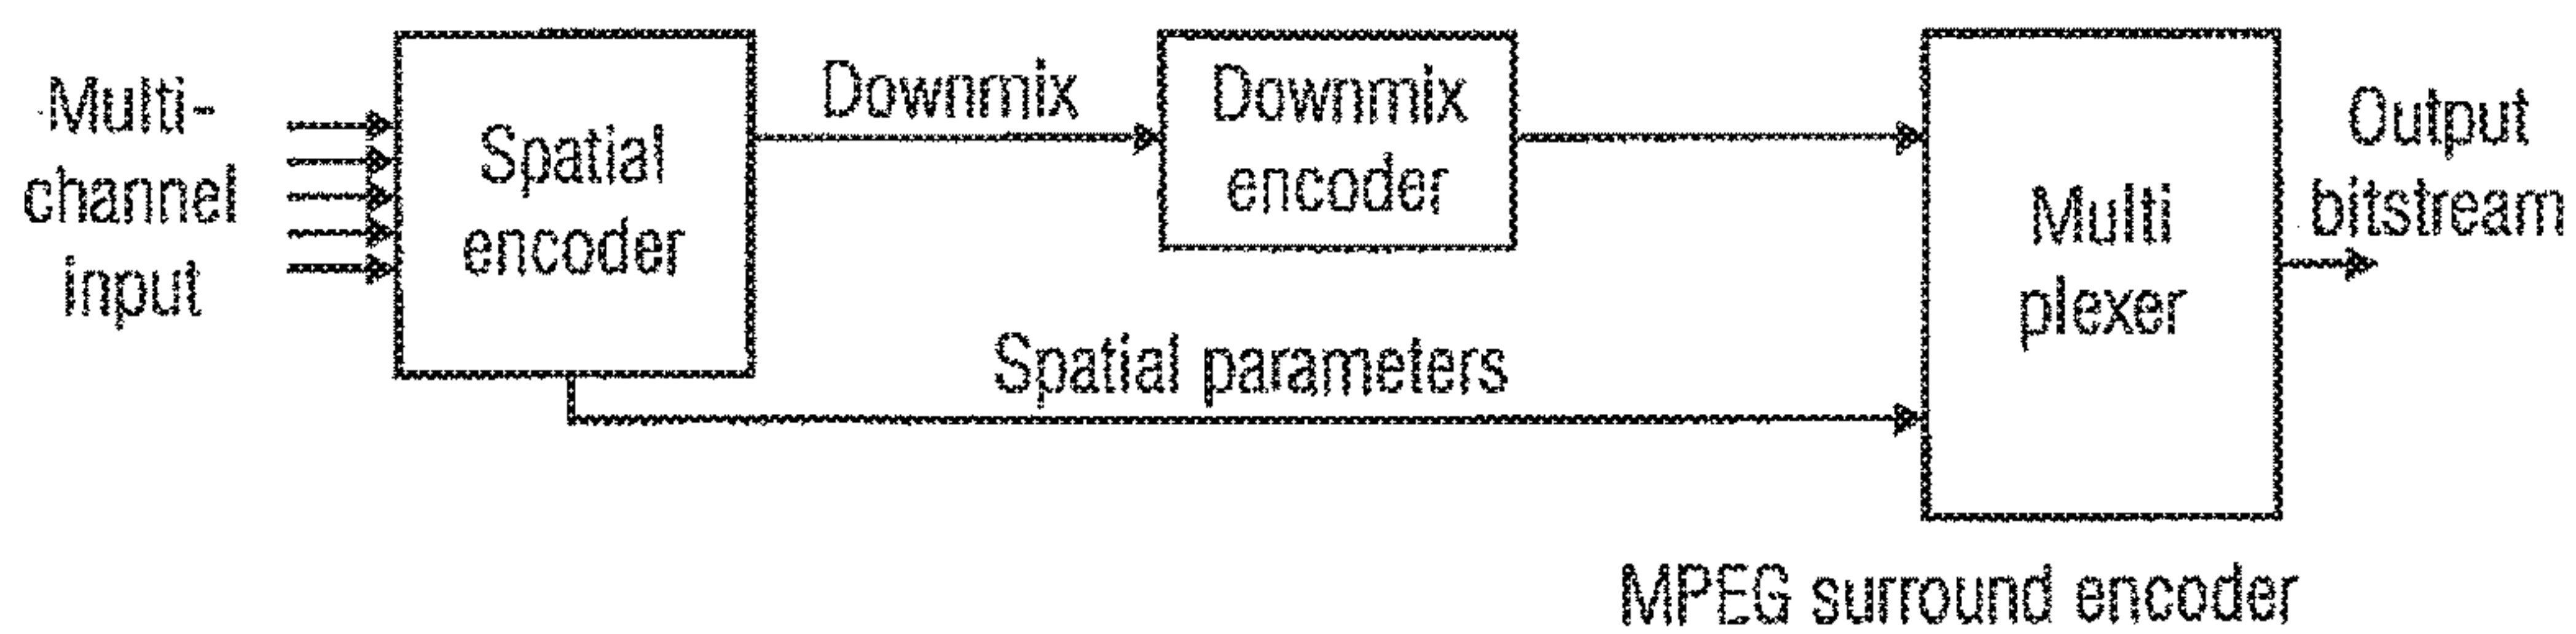 Multi-
channel
input
Spatial
encoder
Downmix
Downmix
encoder
Spatial parameters
Multi
plexer
Output
bitstream
MPEG surround encoder